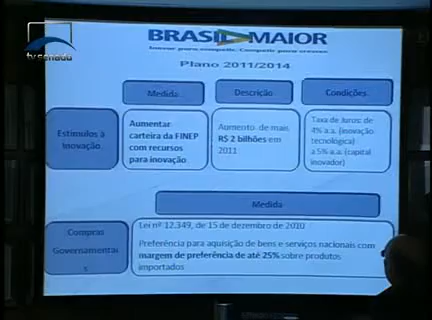 tv senado
BRASIL MAIOR
Inovar para competir. Competir para crescer.
Plano 2011/2014
Medida
Descrição
Condições
Estímulos à
Inovação
Aumentar
carteira da FINEP
com recursos
para inovação
Aumento de mais
R$ 2 bilhões em
2011
Taxa de Juros: de
4% a.a. (inovação
tecnológica)
a 5% a.a. (capital
inovador)
Medida
Compras
Governamentai
s
Lei nº 12.349, de 15 de dezembro de 2010
Preferência para aquisição de bens e serviços nacionais com
margem de preferência de até 25% sobre produtos
importados